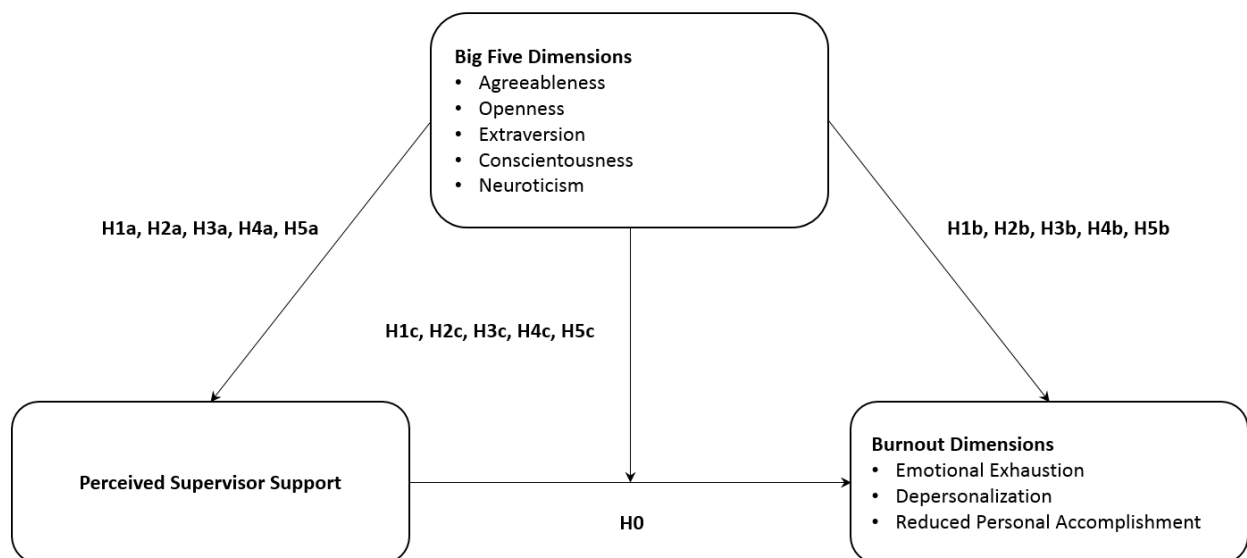 Big Five Dimensions
• Agreeableness
• Openness
• Extraversion
• Conscientousness
• Neuroticism
H1a, H2a, H3a, H4a, H5a
H1b, H2b, H3b, H4b, H5b
H1c, H2c, H3c, H4c, H5c
Perceived Supervisor Support
Burnout Dimensions
• Emotional Exhaustion
• Depersonalization
• Reduced Personal Accomplishment
H0